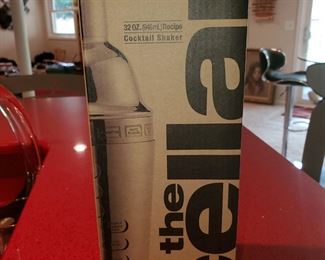 32 OZ. (946mL) Recipe
Cocktail Shaker
the
cellar